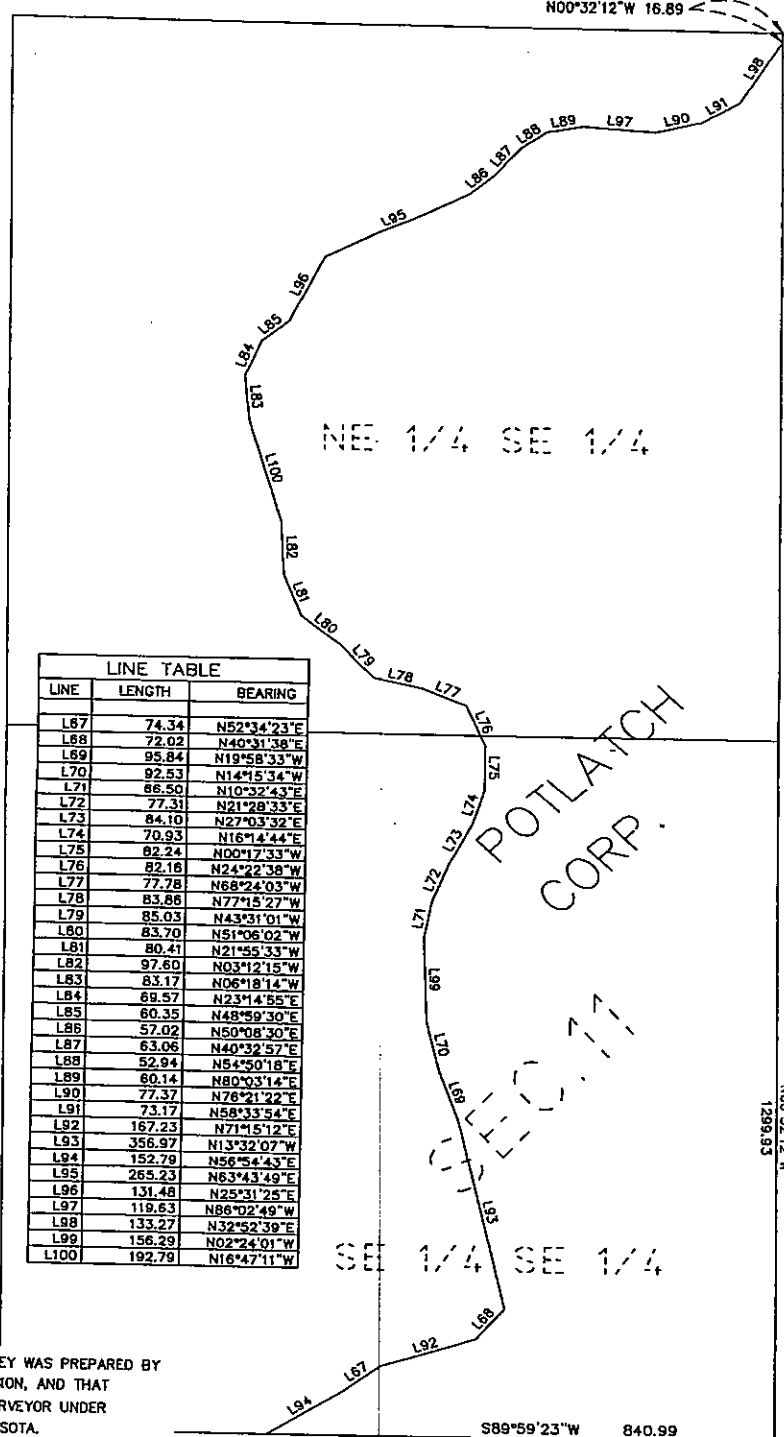 N00°32'12"W 16.89
L98
L91
L90
L97
L89
L88
L87
L86
L95
L96
L85
L84
L83
NE 1/4 SE 1/4
L100
L82
L81
L80
L79
L78
L77
L76
L75
L74
L73
L72
L71
POTLATCH
CORP.
LINE TABLE
LINE LENGTH BEARING
L67 74.34 N52°34'23"E
L68 72.02 N40°31'38"E
L69 95.84 N19°58'33"W
L70 92.53 N14°15'34"W
L71 86.50 N10°32'43"E
L72 77.31 N21°28'33"E
L73 84.10 N27°03'32"E
L74 70.93 N16°14'44"E
L75 82.24 N00°17'33"W
L76 82.16 N24°22'38"W
L77 77.78 N68°24'03"W
L78 83.86 N77°15'27"W
L79 85.03 N43°31'01"W
L80 83.70 N51°06'02"W
L81 80.41 N21°55'33"W
L82 97.60 N03°12'15"W
L83 83.17 N06°18'14"W
L84 69.57 N23°14'55"E
L85 60.35 N48°59'30"E
L86 57.02 N50°08'30"E
L87 63.06 N40°32'57"E
L88 52.94 N54°50'18"E
L89 60.14 N80°03'14"E
L90 77.37 N76°21'22"E
L91 73.17 N58°33'54"E
L92 167.23 N71°15'12"E
L93 356.97 N13°32'07"W
L94 152.79 N56°54'43"E
L95 265.23 N63°43'49"E
L96 131.48 N25°31'25"E
L97 119.63 N86°02'49"W
L98 133.27 N32°52'39"E
L99 156.29 N02°24'01"W
L100 192.79 N16°47'11"W
L99
L70
L69
SEC.11
1299.93
L93
SE 1/4 SE 1/4
L68
L92
L67
L94
EY WAS PREPARED BY
ION, AND THAT
RVEYOR UNDER
SOTA.
S89°59'23"W 840.99